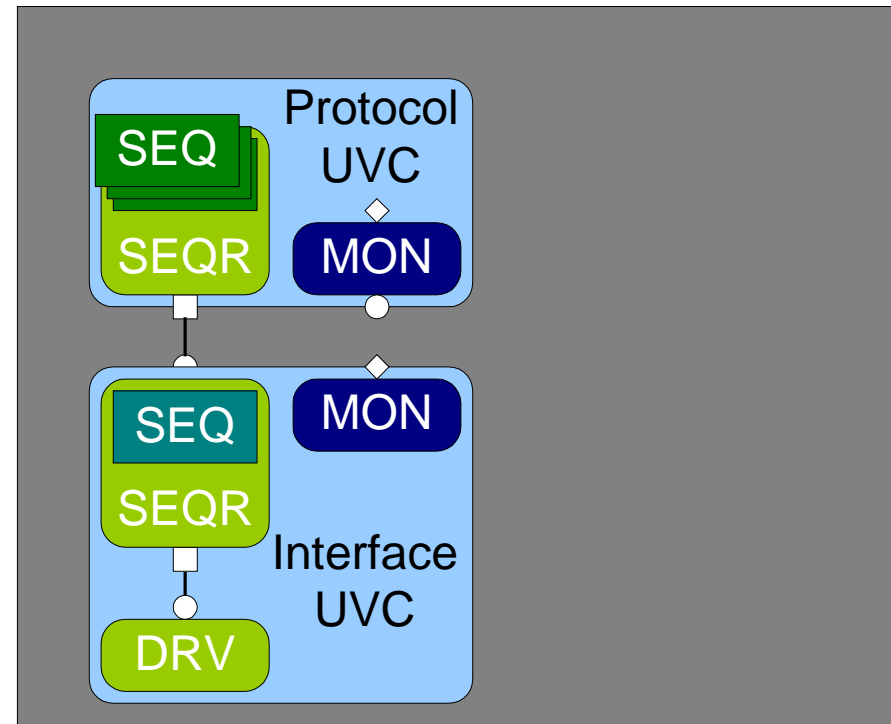 Protocol
UVC
SEQ
SEQR
MON
SEQ
MON
SEQR
Interface
UVC
DRV